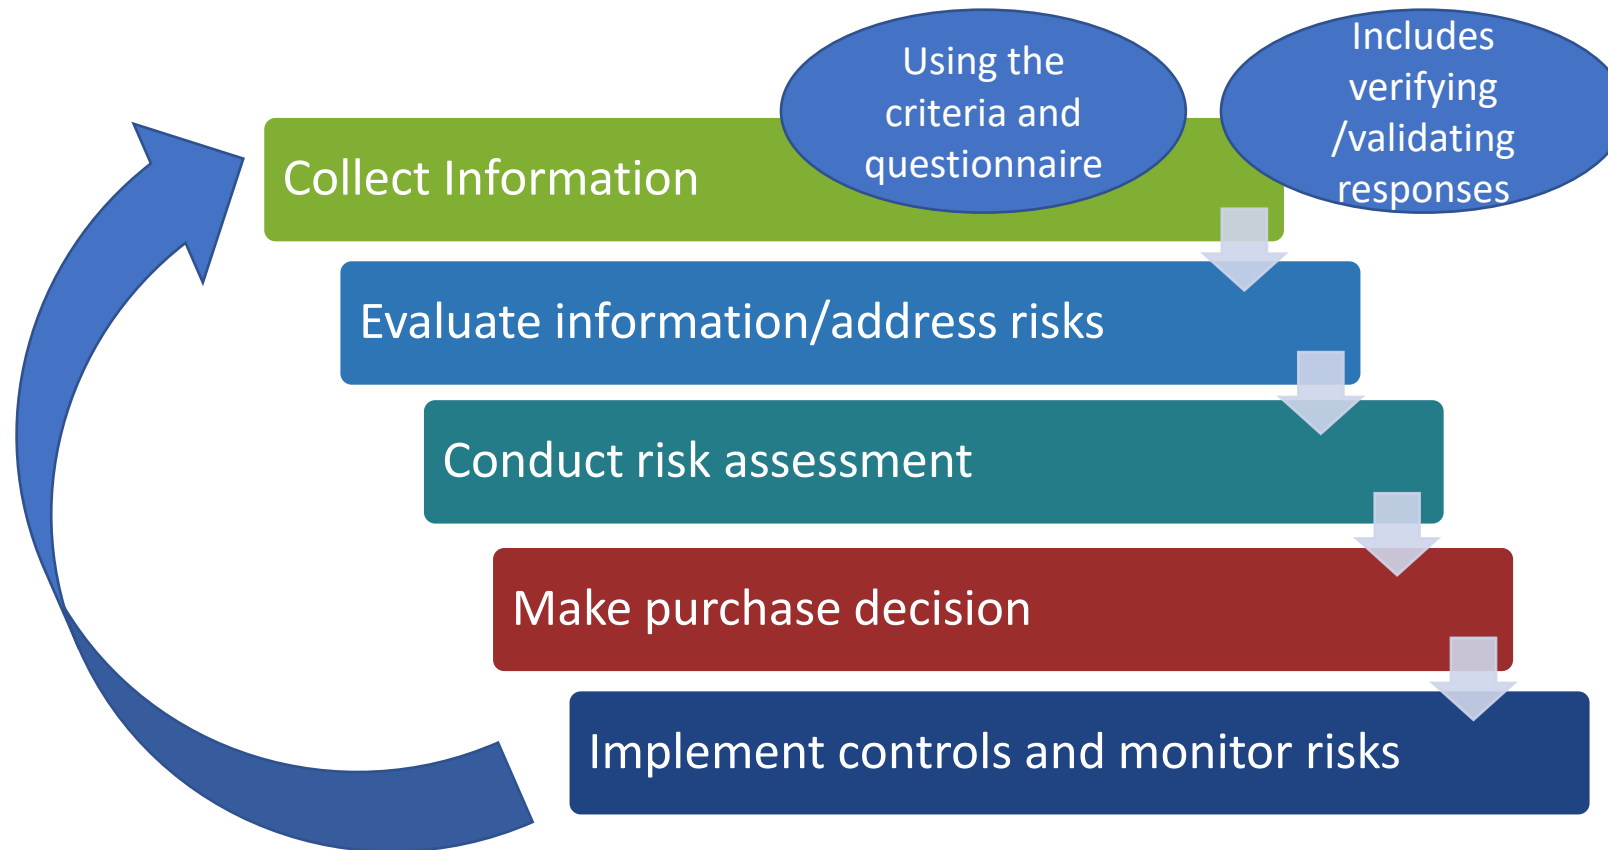 Using the
criteria and
questionnaire
Includes
verifying
/validating
responses
Collect Information
Evaluate information/address risks
Conduct risk assessment
Make purchase decision
Implement controls and monitor risks